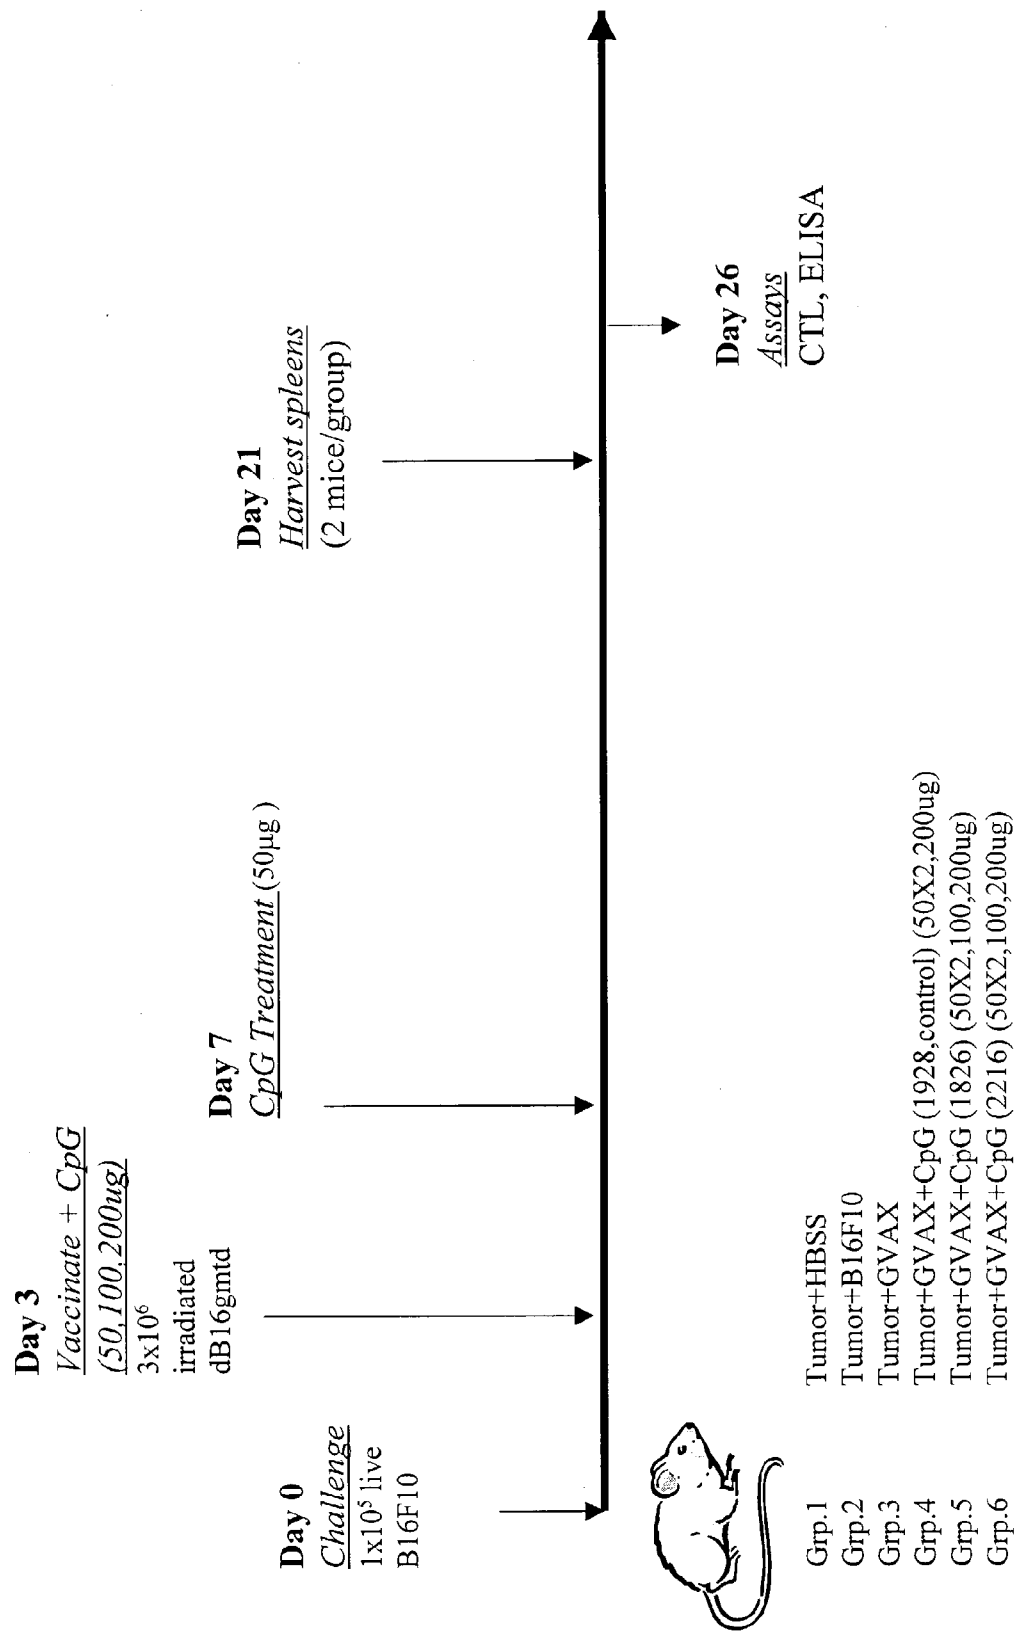 Day 0
Challenge
1x10⁵ live
B16F10
Day 3
Vaccinate + CpG
(50,100,200ug)
3x10⁶
irradiated
dB16gmtd
Day 7
CpG Treatment (50µg )
Day 21
Harvest spleens
(2 mice/group)
Day 26
Assays
CTL, ELISA
Grp.1 Tumor+HBSS
Grp.2 Tumor+B16F10
Grp.3 Tumor+GVAX
Grp.4 Tumor+GVAX+CpG (1928,control) (50X2,200ug)
Grp.5 Tumor+GVAX+CpG (1826) (50X2,100,200ug)
Grp.6 Tumor+GVAX+CpG (2216) (50X2,100,200ug)